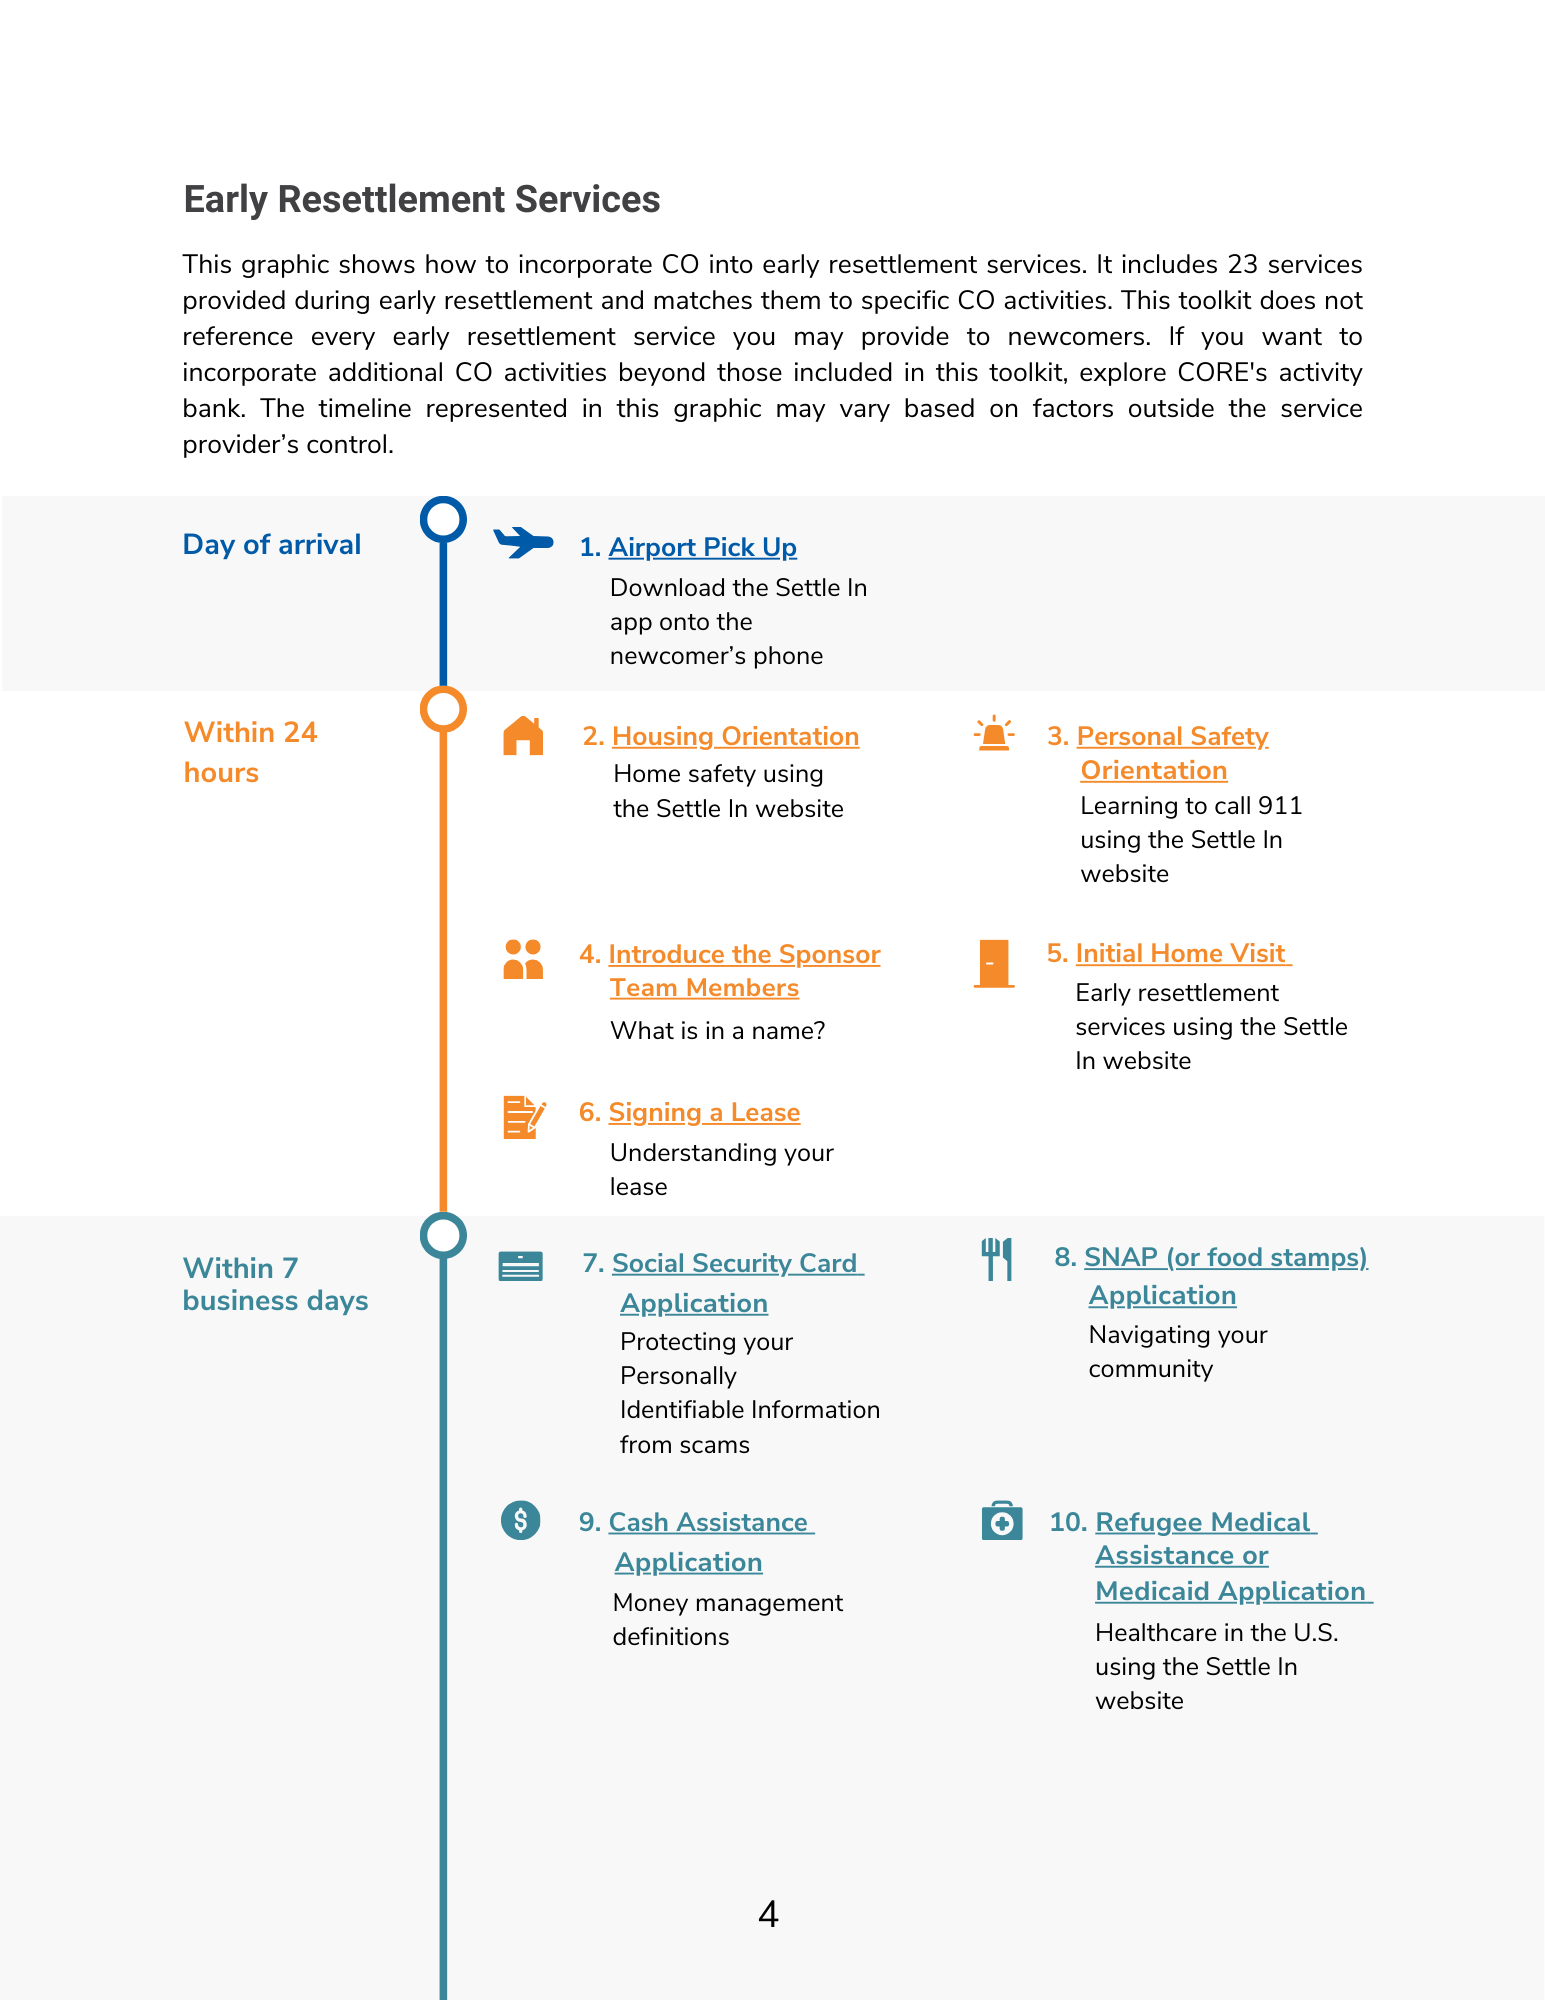 Early Resettlement Services
This graphic shows how to incorporate CO into early resettlement services. It includes 23 services
provided during early resettlement and matches them to specific CO activities. This toolkit does not
reference every early resettlement service you may provide to newcomers. If you want to
incorporate additional CO activities beyond those included in this toolkit, explore CORE's activity
bank. The timeline represented in this graphic may vary based on factors outside the service
provider’s control.
Day of arrival
1. Airport Pick Up
Download the Settle In
app onto the
newcomer’s phone
Within 24
hours
2. Housing Orientation
Home safety using
the Settle In website
3. Personal Safety
Orientation
Learning to call 911
using the Settle In
website
4. Introduce the Sponsor
Team Members
What is in a name?
5. Initial Home Visit
Early resettlement
services using the Settle
In website
6. Signing a Lease
Understanding your
lease
Within 7
business days
7. Social Security Card
Application
Protecting your
Personally
Identifiable Information
from scams
8. SNAP (or food stamps)
Application
Navigating your
community
9. Cash Assistance
Application
Money management
definitions
10. Refugee Medical
Assistance or
Medicaid Application
Healthcare in the U.S.
using the Settle In
website
4